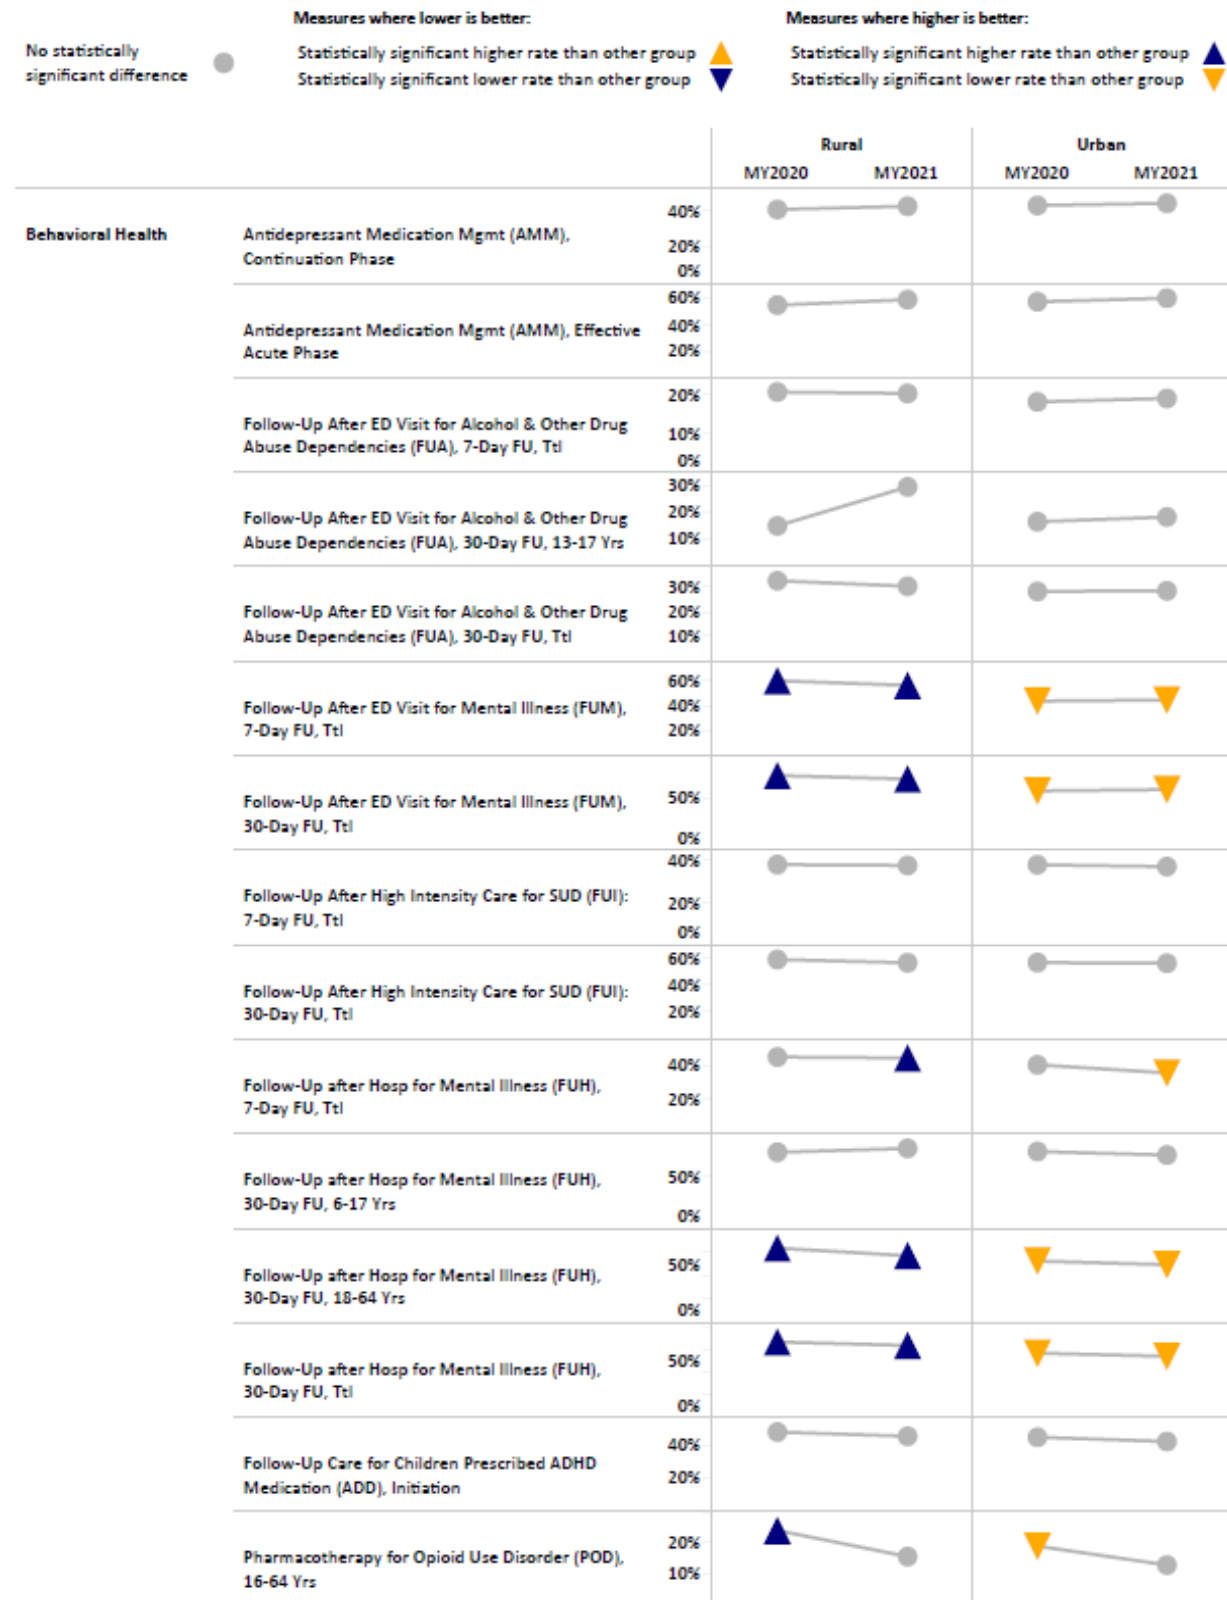 Measures where lower is better:
Measures where higher is better:
No statistically
significant difference
Statistically significant higher rate than other group
Statistically significant lower rate than other group
Statistically significant higher rate than other group
Statistically significant lower rate than other group
Rural
Urban
MY2020 MY2021 MY2020 MY2021
Behavioral Health
Antidepressant Medication Mgmt (AMM),
Continuation Phase
40%
20%
0%
Antidepressant Medication Mgmt (AMM), Effective
Acute Phase
60%
40%
20%
Follow-Up After ED Visit for Alcohol & Other Drug
Abuse Dependencies (FUA), 7-Day FU, Ttl
20%
10%
0%
Follow-Up After ED Visit for Alcohol & Other Drug
Abuse Dependencies (FUA), 30-Day FU, 13-17 Yrs
30%
20%
10%
Follow-Up After ED Visit for Alcohol & Other Drug
Abuse Dependencies (FUA), 30-Day FU, Ttl
30%
20%
10%
Follow-Up After ED Visit for Mental Illness (FUM),
7-Day FU, Ttl
60%
40%
20%
Follow-Up After ED Visit for Mental Illness (FUM),
30-Day FU, Ttl
50%
0%
Follow-Up After High Intensity Care for SUD (FUI):
7-Day FU, Ttl
40%
20%
0%
Follow-Up After High Intensity Care for SUD (FUI):
30-Day FU, Ttl
60%
40%
20%
Follow-Up after Hosp for Mental Illness (FUH),
7-Day FU, Ttl
40%
20%
Follow-Up after Hosp for Mental Illness (FUH),
30-Day FU, 6-17 Yrs
50%
0%
Follow-Up after Hosp for Mental Illness (FUH),
30-Day FU, 18-64 Yrs
50%
0%
Follow-Up after Hosp for Mental Illness (FUH),
30-Day FU, Ttl
50%
0%
Follow-Up Care for Children Prescribed ADHD
Medication (ADD), Initiation
40%
20%
Pharmacotherapy for Opioid Use Disorder (POD),
16-64 Yrs
20%
10%